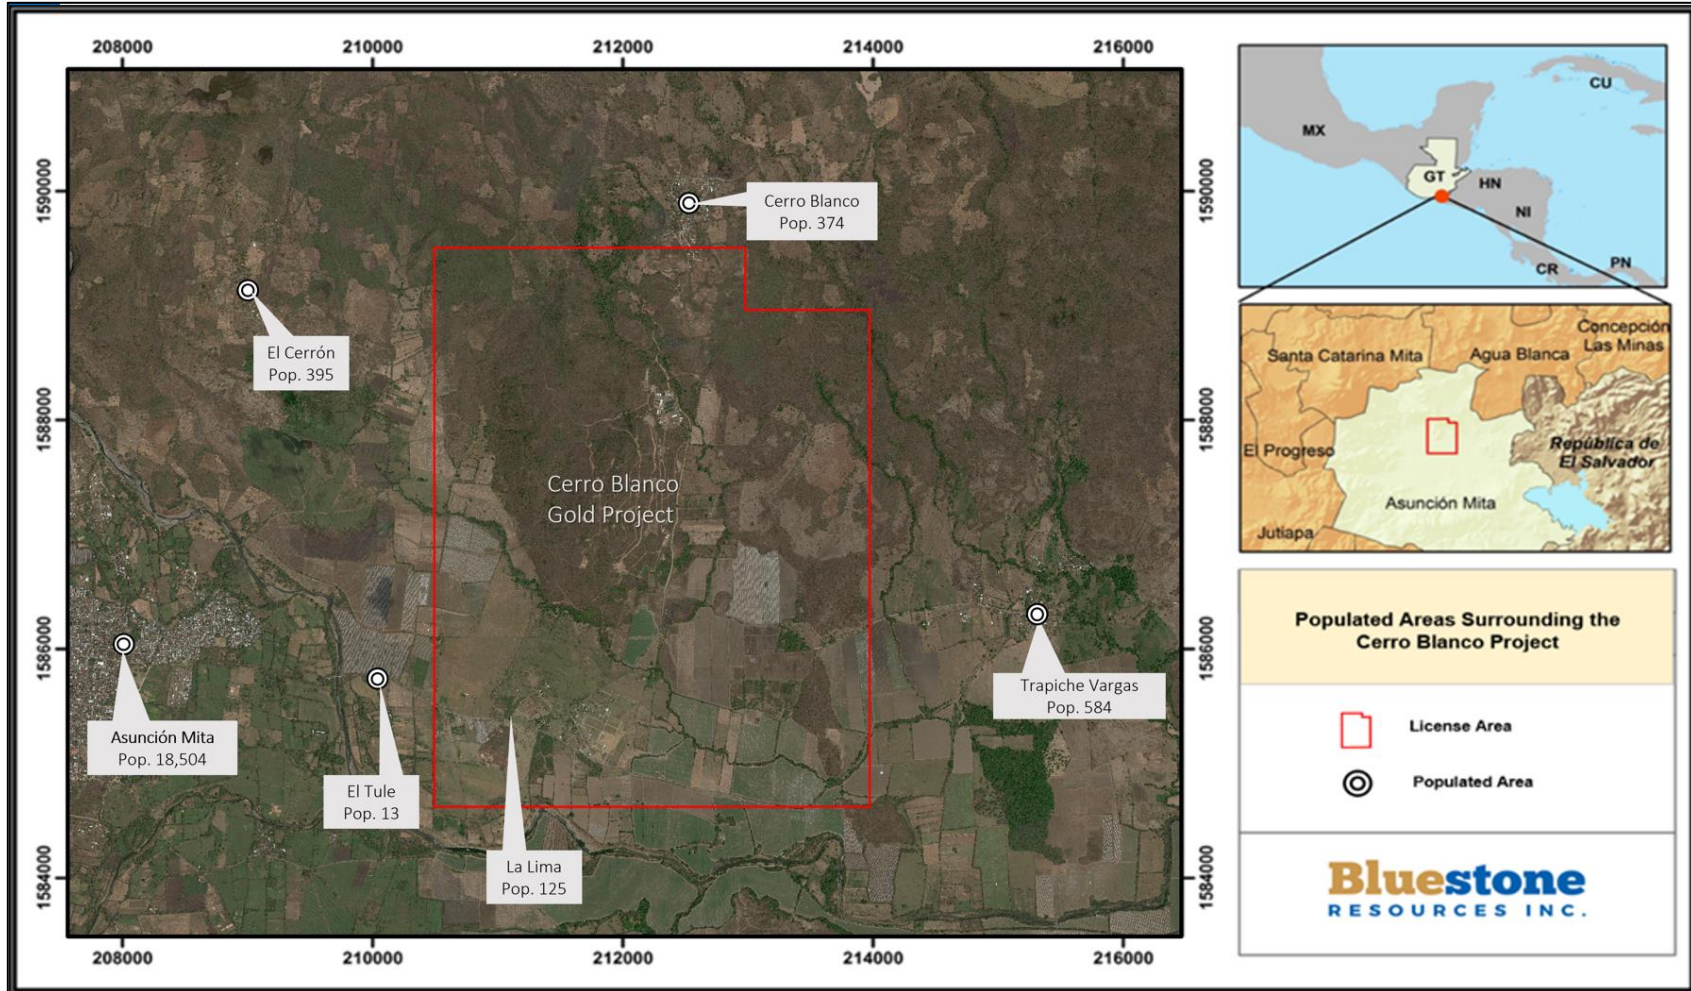 208000
210000
212000
214000
216000
1590000
1588000
1586000
1584000
Cerro Blanco
Pop. 374
El Cerrón
Pop. 395
Cerro Blanco
Gold Project
Trapiche Vargas
Pop. 584
Asunción Mita
Pop. 18,504
El Tule
Pop. 13
La Lima
Pop. 125
1590000
1588000
1586000
1584000
208000
210000
212000
214000
216000
CU
MX
GT
HN
NI
CR
PN
Concepción
Las Minas
Santa Catarina Mita
Agua Blanca
El Progreso
República de
El Salvador
Asunción Mita
Jutiapa
Populated Areas Surrounding the
Cerro Blanco Project
License Area
Populated Area
Bluestone
RESOURCES INC.